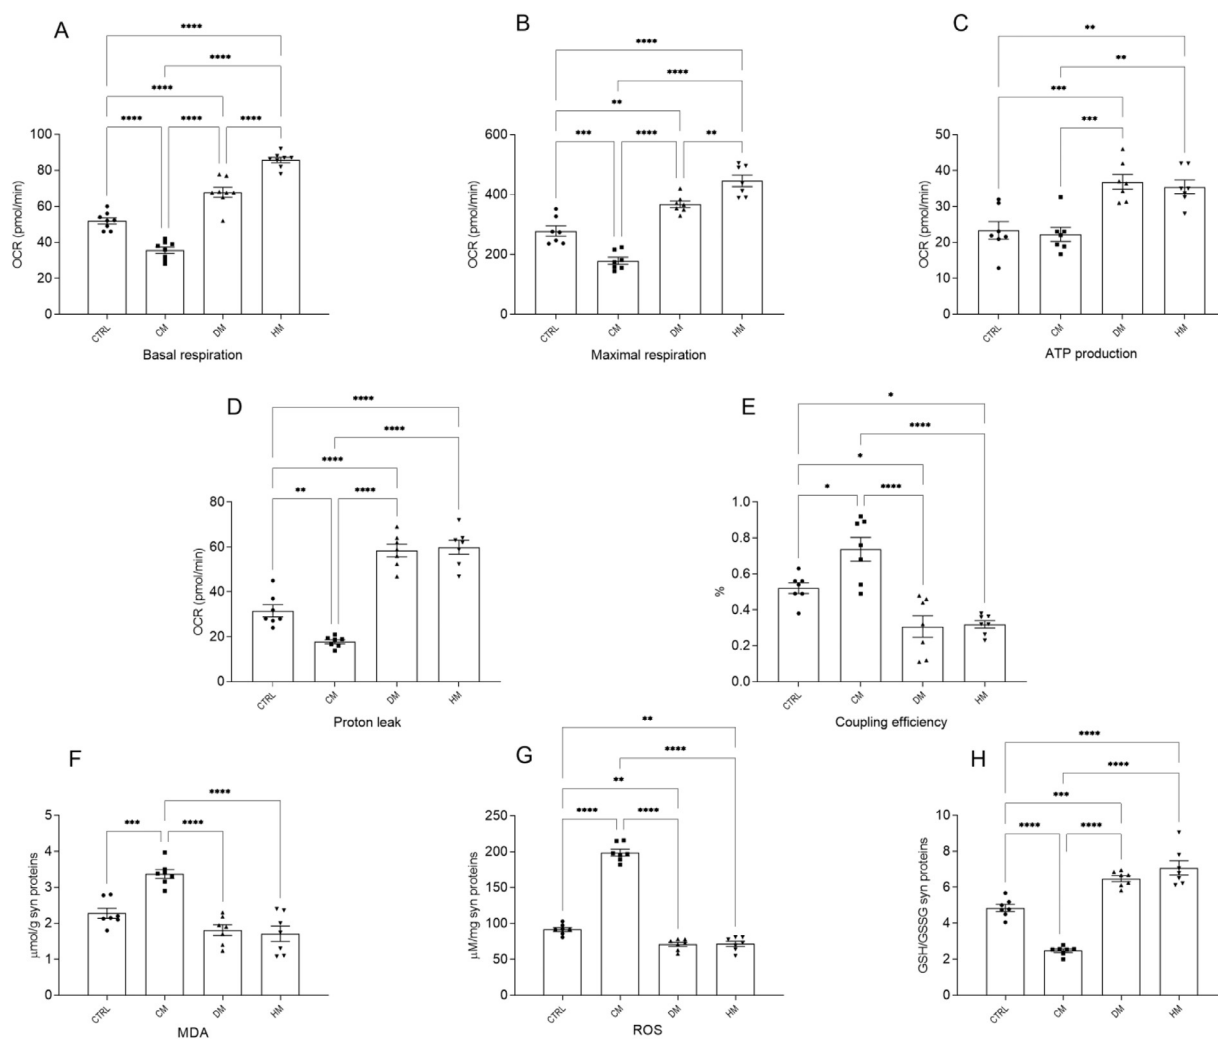 A
B
C
****
****
****
**** **** ****
100
80
60
40
20
0
OCR (pmol/min)
CTRL CM DM HM
Basal respiration
****
****
**
*** **** **
600
400
200
0
OCR (pmol/min)
CTRL CM DM HM
Maximal respiration
**
**
***
***
50
40
30
20
10
0
OCR (pmol/min)
CTRL CM DM HM
ATP production
D
E
****
****
****
** ****
80
60
40
20
0
OCR (pmol/min)
CTRL CM DM HM
Proton leak
*
****
*
* ****
1.0
0.8
0.6
0.4
0.2
0.0
%
CTRL CM DM HM
Coupling efficiency
F
G
H
****
*** ****
5
4
3
2
1
0
μmol/g syn proteins
CTRL CM DM HM
MDA
**
****
**
**** ****
250
200
150
100
50
0
μM/mg syn proteins
CTRL CM DM HM
ROS
****
****
***
**** ****
10
8
6
4
2
0
GSH/GSSG syn proteins
CTRL CM DM HM